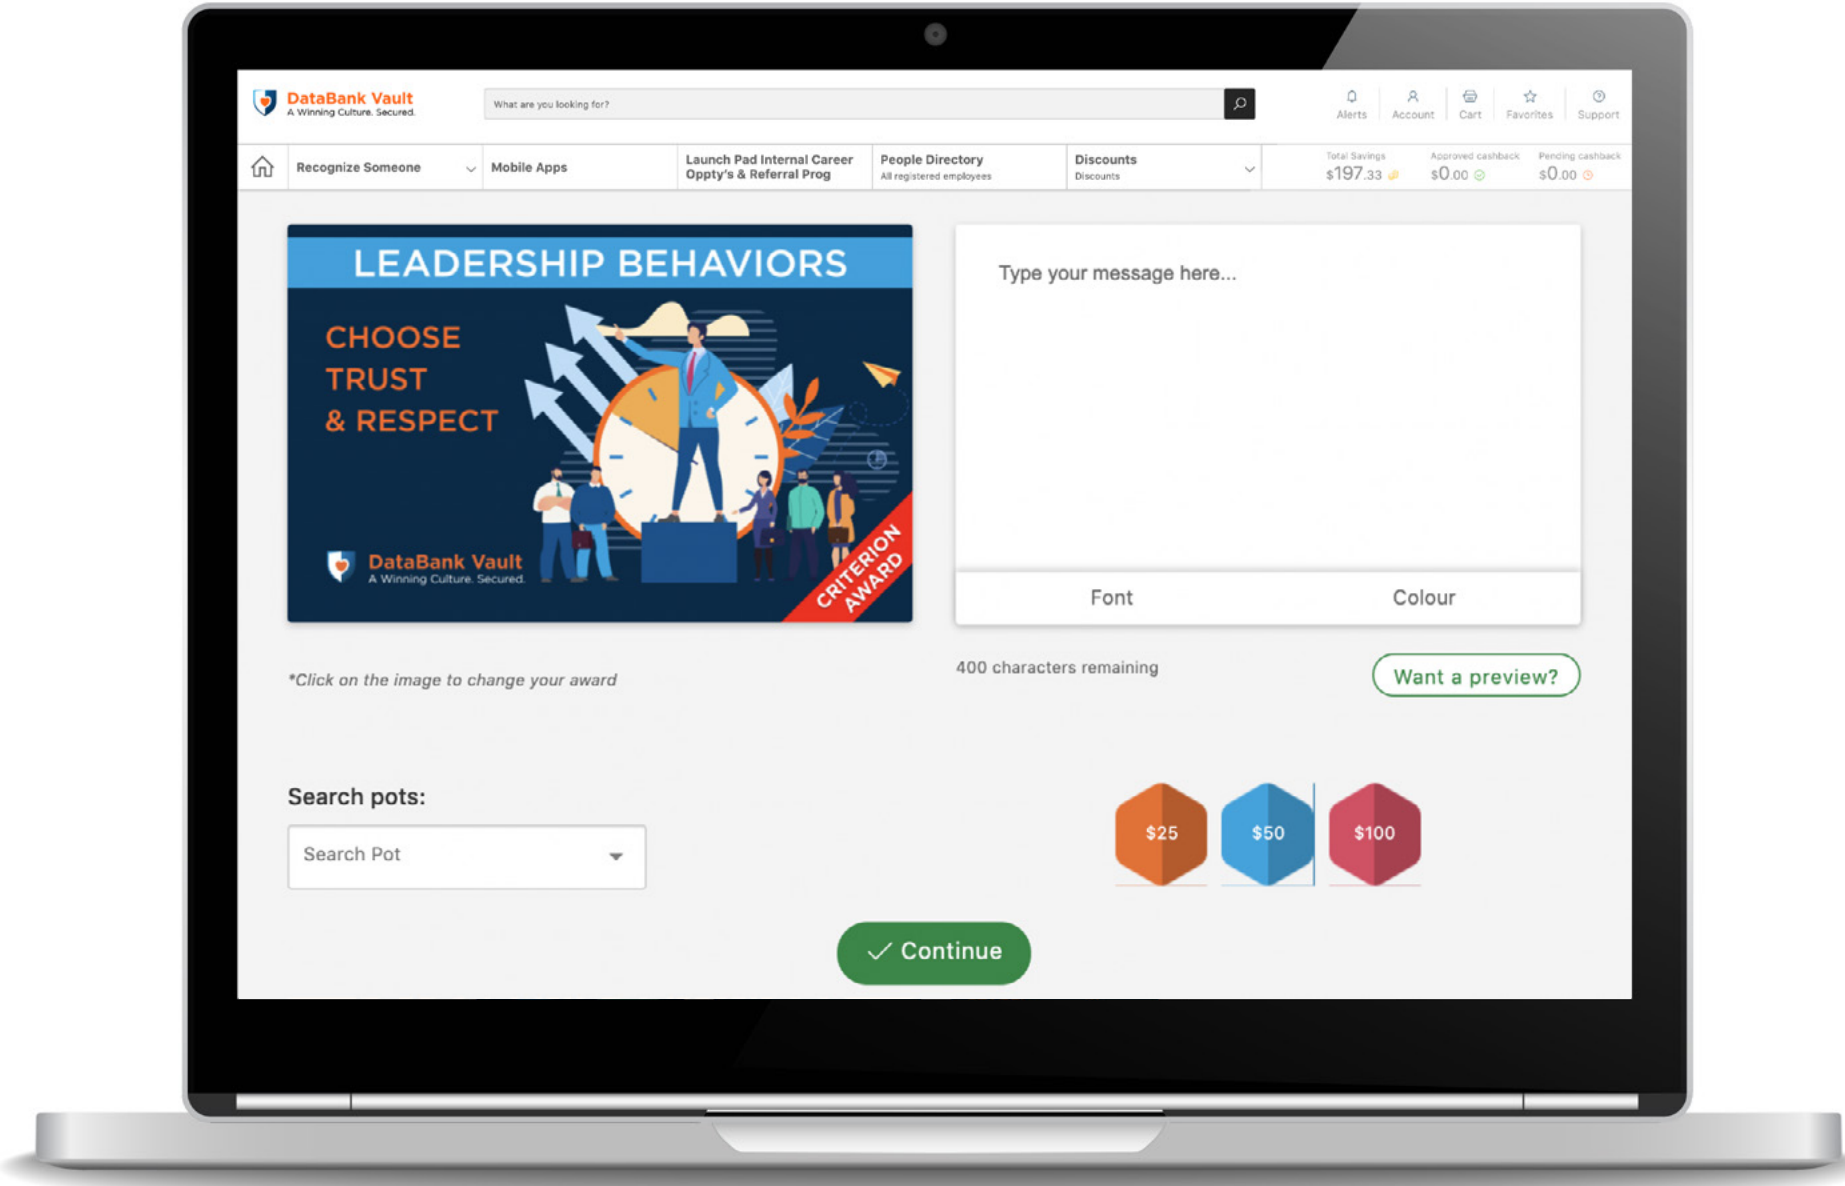 DataBank Vault
A Winning Culture. Secured.
What are you looking for?
Alerts
Account
Cart
Favorites
Support
Recognize Someone
Mobile Apps
Launch Pad Internal Career
Oppty's & Referral Prog
People Directory
All registered employees
Discounts
Discounts
Total Savings
$197.33
Approved cashback
$0.00
Pending cashback
$0.00
LEADERSHIP BEHAVIORS
CHOOSE
TRUST
& RESPECT
DataBank Vault
A Winning Culture. Secured.
CRITERION
AWARD
Type your message here...
Font
Colour
*Click on the image to change your award
400 characters remaining
Want a preview?
Search pots:
Search Pot
$25
$50
$100
Continue